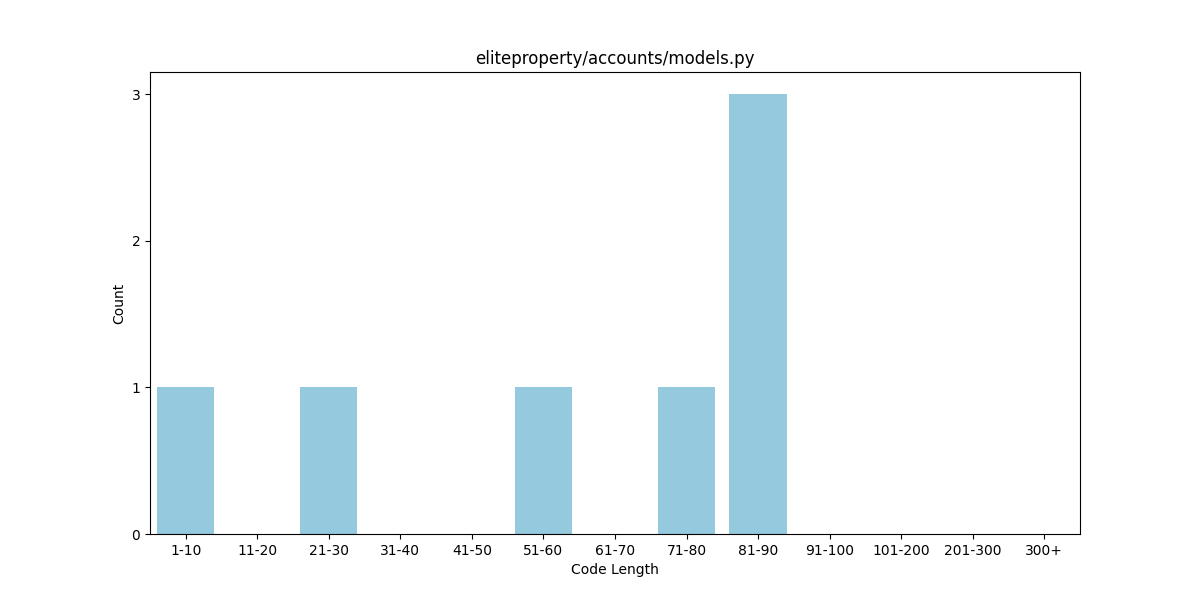 eliteproperty/accounts/models.py
Count
3
2
1
0
1-10 11-20 21-30 31-40 41-50 51-60 61-70 71-80 81-90 91-100 101-200 201-300 300+
Code Length